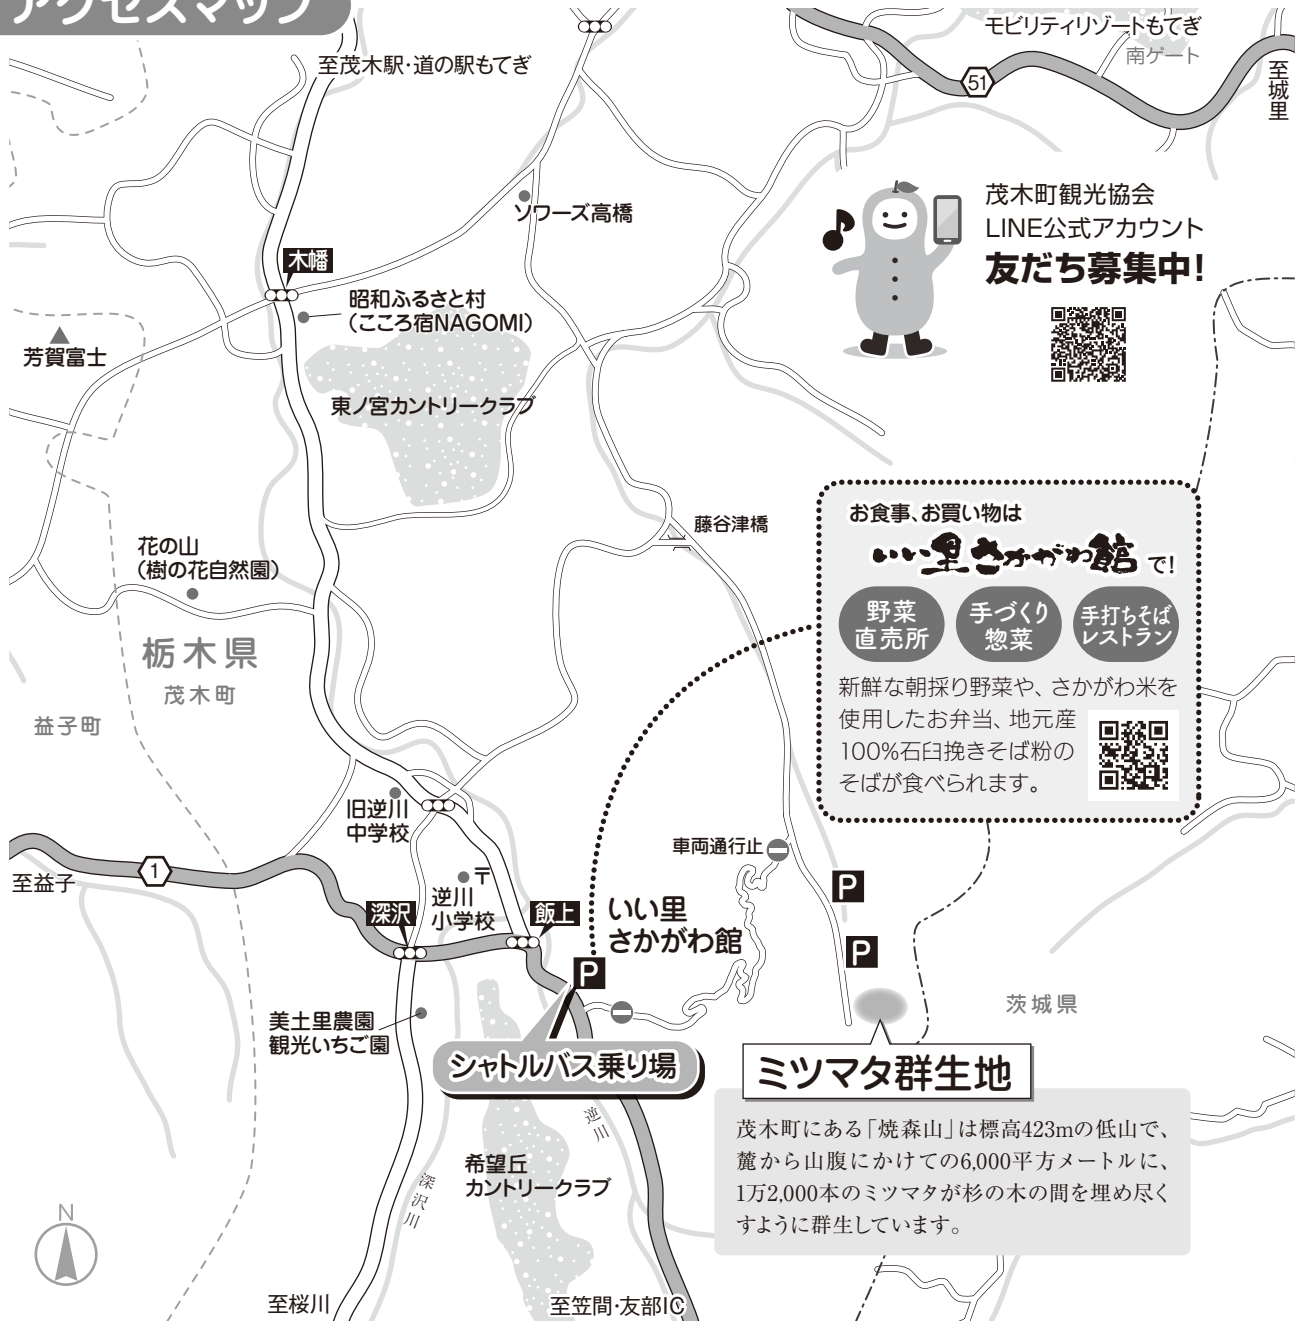 アクセスマップ
至茂木駅・道の駅もてぎ
モビリティリゾートもてぎ
南ゲート
51
至城里
茂木町観光協会
LINE公式アカウント
友だち募集中!
ソワーズ高橋
木幡
昭和ふるさと村
（こころ宿NAGOMI）
芳賀富士
東ノ宮カントリークラブ
藤谷津橋
お食事、お買い物は
いい里さかがわ館で!
野菜
直売所
手づくり
惣菜
手打ちそば
レストラン
新鮮な朝採り野菜や、さかがわ米を
使用したお弁当、地元産
100%石臼挽きそば粉の
そばが食べられます。
花の山
（樹の花自然園）
栃木県
茂木町
益子町
旧逆川
中学校
車両通行止
至益子
1
〒
逆川
小学校
深沢
飯上
いい里
さかがわ館
P
P
P
美土里農園
観光いちご園
シャトルバス乗り場
茨城県
ミツマタ群生地
茂木町にある「焼森山」は標高423mの低山で、
麓から山腹にかけての6,000平方メートルに、
1万2,000本のミツマタが杉の木の間を埋め尽く
すように群生しています。
逆川
希望丘
カントリークラブ
深沢川
N
至桜川
至笠間・友部IC